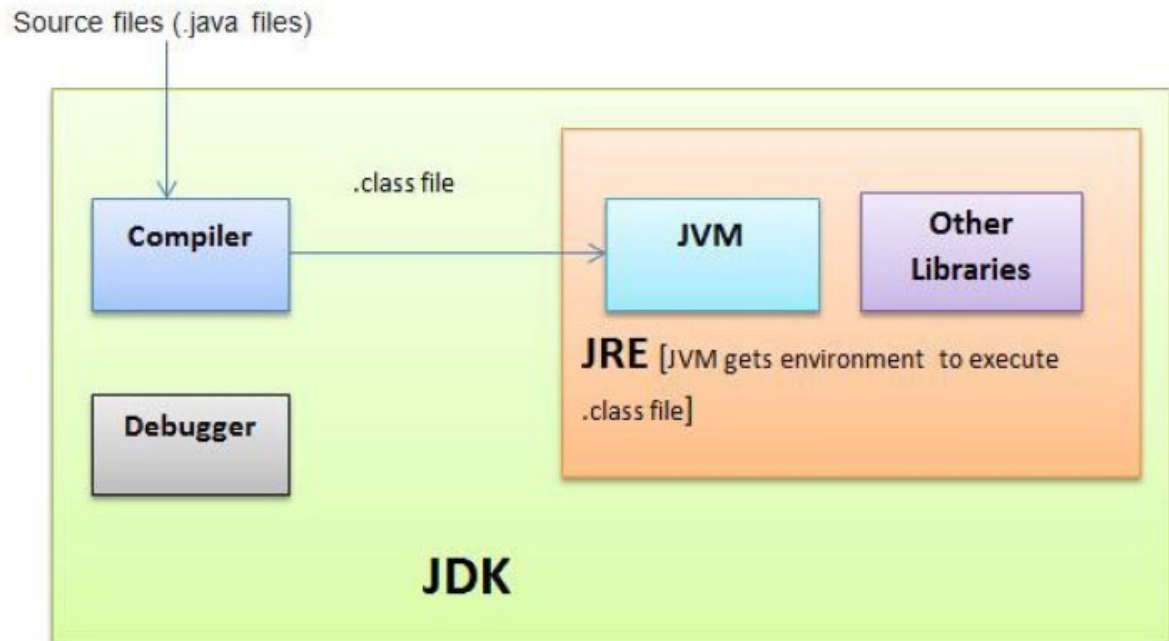 Source files (.java files)
.class file
Compiler
JVM
Other
Libraries
JRE [JVM gets environment to execute
.class file]
Debugger
JDK